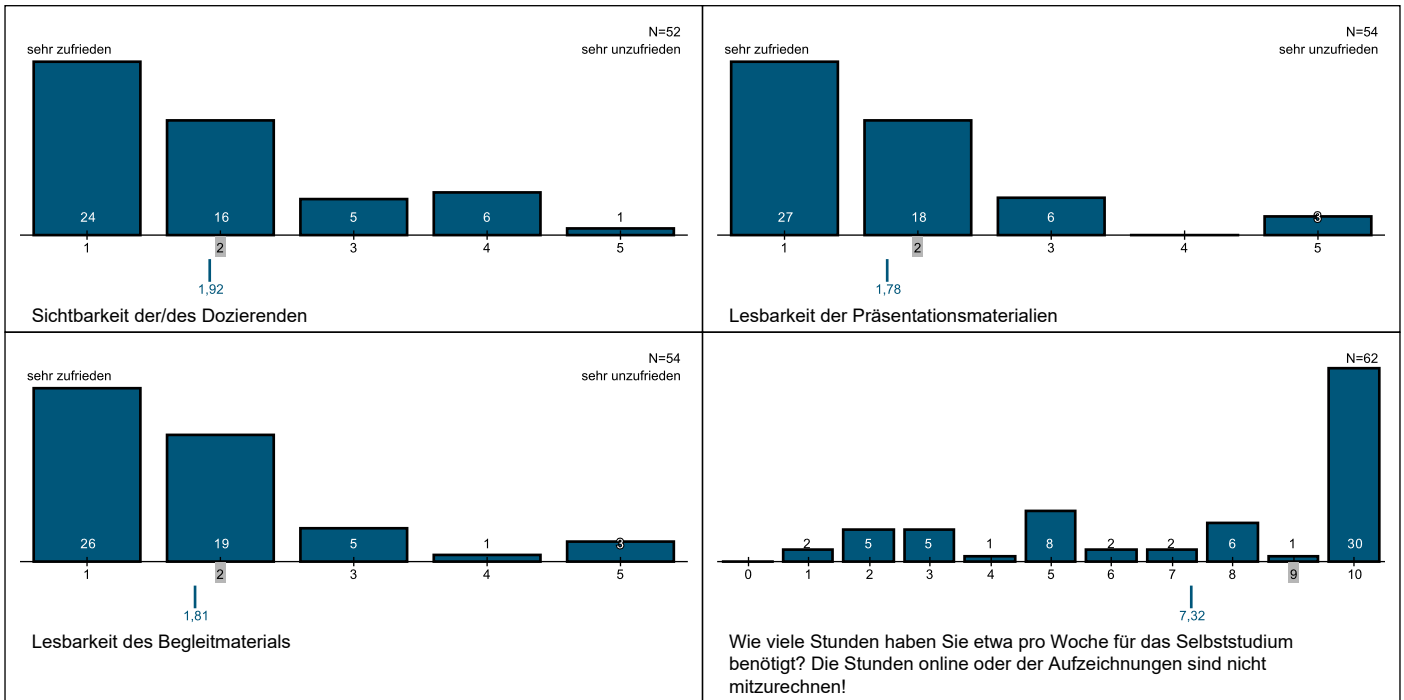 N=52
sehr zufrieden sehr unzufrieden
24 16 5 6 1
1 2 3 4 5
1,92
Sichtbarkeit der/des Dozierenden
N=54
sehr zufrieden sehr unzufrieden
27 18 6 3
1 2 3 4 5
1,78
Lesbarkeit der Präsentationsmaterialien
N=54
sehr zufrieden sehr unzufrieden
26 19 5 1 3
1 2 3 4 5
1,81
Lesbarkeit des Begleitmaterials
N=62
2 5 5 1 8 2 2 6 1 30
0 1 2 3 4 5 6 7 8 9 10
7,32
Wie viele Stunden haben Sie etwa pro Woche für das Selbststudium
benötigt? Die Stunden online oder der Aufzeichnungen sind nicht
mitzurechnen!